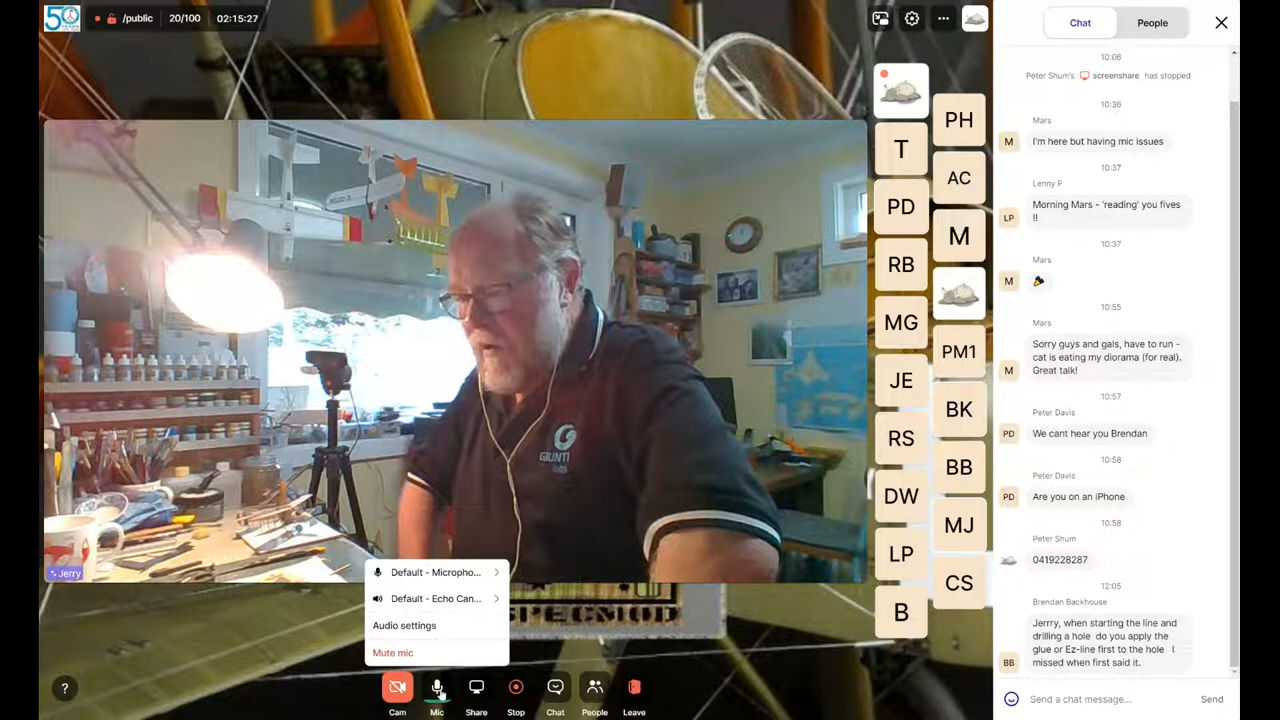 50
/public
20/100
02:15:27
Chat
People
10:06
Peter Shum's screenshare has stopped
10:36
Mars
M
I'm here but having mic issues
10:37
Lenny P
Morning Mars - 'reading' you fives
LP
!!
10:37
Mars
M
10:55
Mars
Sorry guys and gals, have to run -
cat is eating my diorama (for real).
M
Great talk!
10:57
Peter Davis
PD
We cant hear you Brendan
10:58
Peter Davis
PD
Are you on an iPhone
10:58
Peter Shum
0419228287
12:05
Brendan Backhouse
Jerrry, when starting the line and
drilling a hole do you apply the
glue or Ez-line first to the hole I
BB
missed when first said it.
Send a chat message...
Send
PH
T
AC
PD
M
RB
MG
PM1
JE
BK
RS
BB
DW
MJ
LP
CS
B
Jerry
Default - Micropho...
Default - Echo Can...
Audio settings
Mute mic
SPECMOD
?
Cam
Mic
Share
Stop
Chat
People
Leave